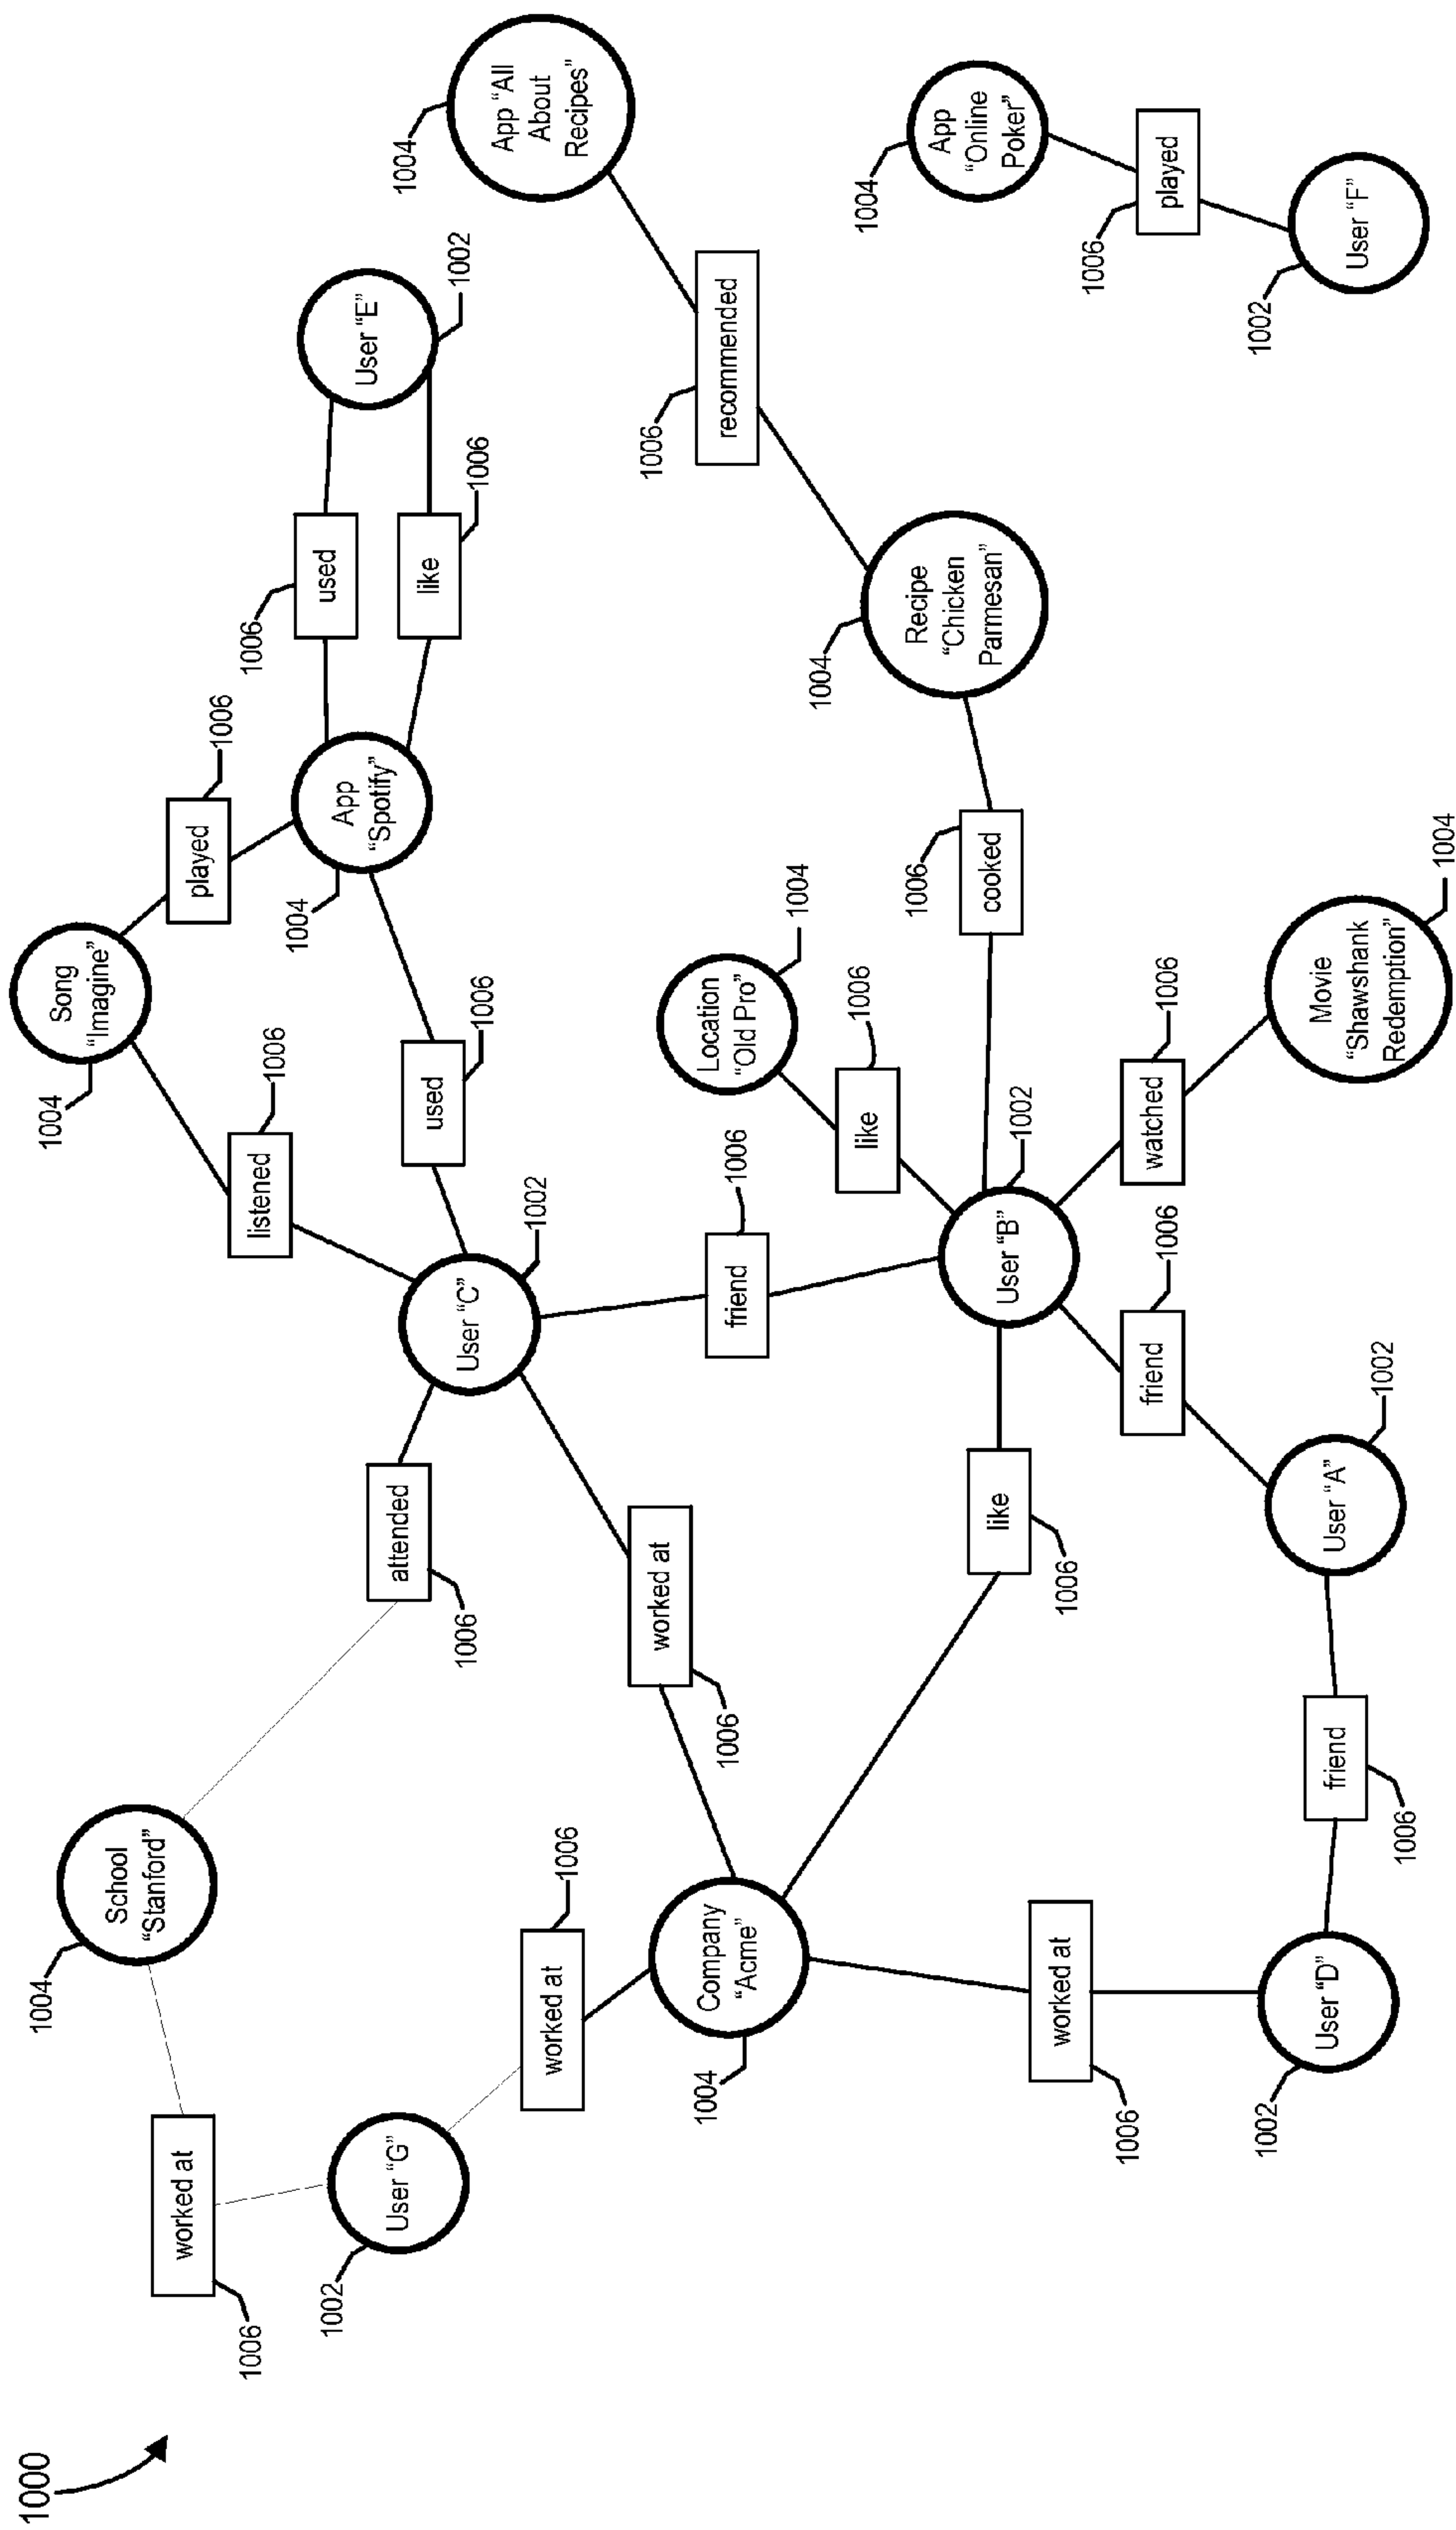 1000
1004
School
“Stanford”
1006
worked at
1002
User “G”
1006
worked at
1006
attended
1004
Song
“Imagine”
1006
listened
1006
played
1006
used
1004
App
“Spotify”
1006
used
1006
like
User “E”
1002
User “C”
1002
1006
worked at
1004
Company
“Acme”
1006
friend
Location
“Old Pro”
1004
1006
like
1006
recommended
1004
App “All
About
Recipes”
1006
like
User “B”
1002
1006
cooked
1004
Recipe
“Chicken
Parmesan”
1006
worked at
1002
User “D”
1006
friend
User “A”
1002
friend
1006
watched
1006
Movie
“Shawshank
Redemption”
1004
1004
App
“Online
Poker”
1006
played
1002
User “F”